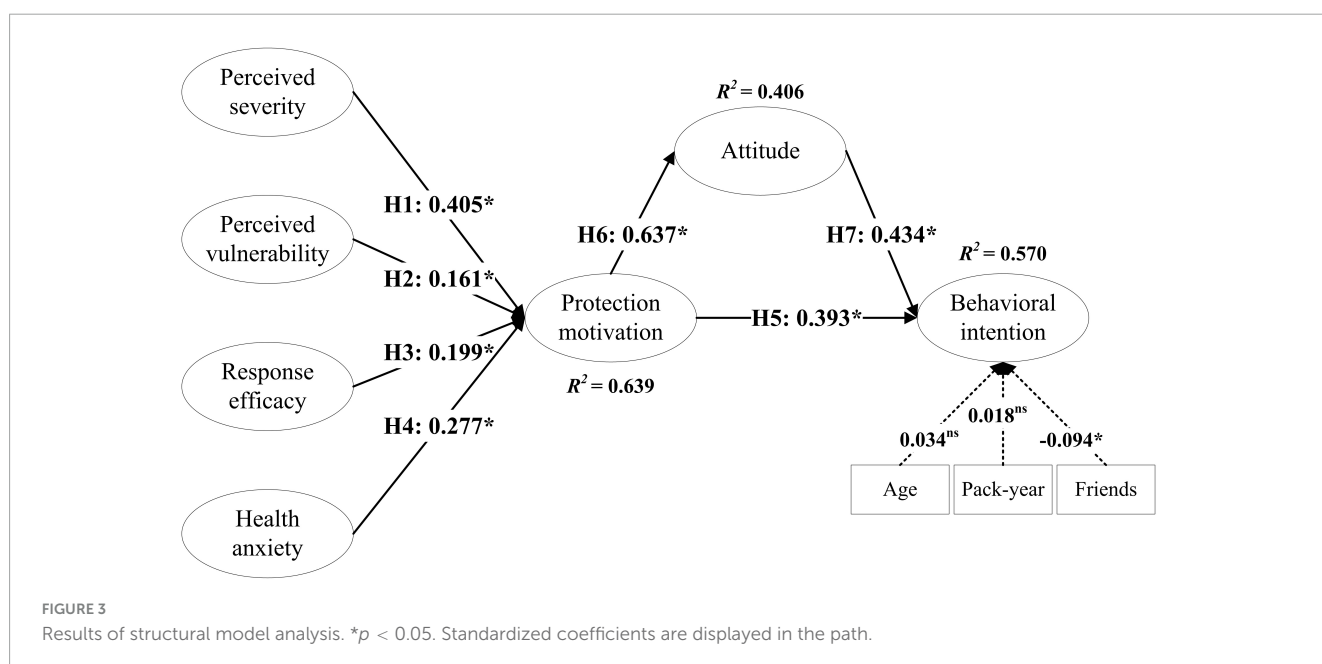 Perceived
severity
Perceived
vulnerability
Response
efficacy
Health
anxiety
H1: 0.405*
H2: 0.161*
H3: 0.199*
H4: 0.277*
Protection
motivation
R² = 0.639
H6: 0.637*
R² = 0.406
Attitude
H7: 0.434*
H5: 0.393*
R² = 0.570
Behavioral
intention
0.034ns
0.018ns
-0.094*
Age
Pack-year
Friends
FIGURE 3
Results of structural model analysis. *p < 0.05. Standardized coefficients are displayed in the path.